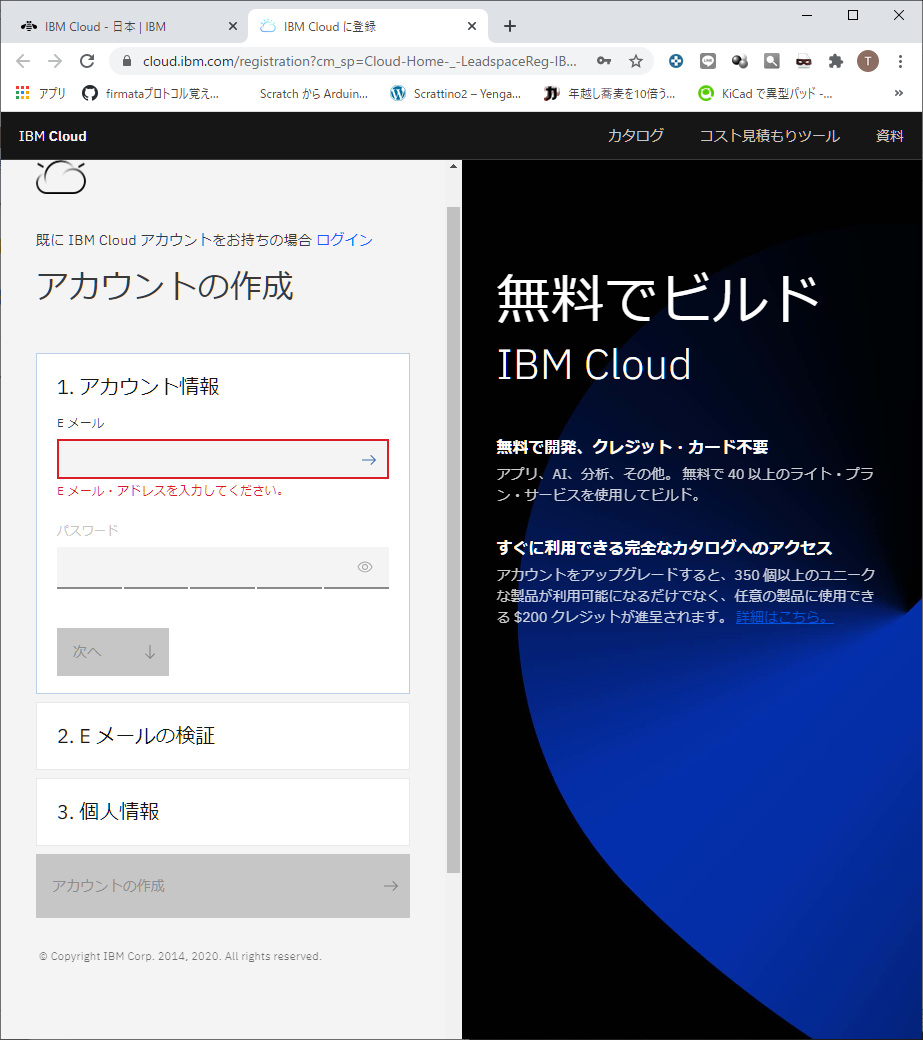 IBM Cloud - 日本 | IBM
IBM Cloud に登録
cloud.ibm.com/registration?cm_sp=Cloud-Home-_-LeadspaceReg-IB...
T
アプリ
firmataプロトコル覚え...
Scratch から Arduin...
Scrattino2 – Yenga...
年越し蕎麦を10倍う...
KiCad で異型パッド -...
»
IBM Cloud
カタログ
コスト見積もりツール
資料
既に IBM Cloud アカウントをお持ちの場合 ログイン
アカウントの作成
1. アカウント情報
E メール
E メール・アドレスを入力してください。
パスワード
次へ
2. E メールの検証
3. 個人情報
アカウントの作成
© Copyright IBM Corp. 2014, 2020. All rights reserved.
無料でビルド
IBM Cloud
無料で開発、クレジット・カード不要
アプリ、AI、分析、その他。 無料で 40 以上のライト・プラ
ン・サービスを使用してビルド。
すぐに利用できる完全なカタログへのアクセス
アカウントをアップグレードすると、350 個以上のユニーク
な製品が利用可能になるだけでなく、任意の製品に使用でき
る $200 クレジットが進呈されます。 詳細はこちら。